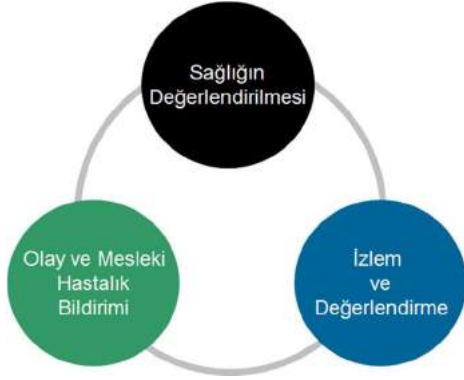 Sağlığın
Değerlendirilmesi
Olay ve Mesleki
Hastalık
Bildirimi
İzlem
ve
Değerlendirme